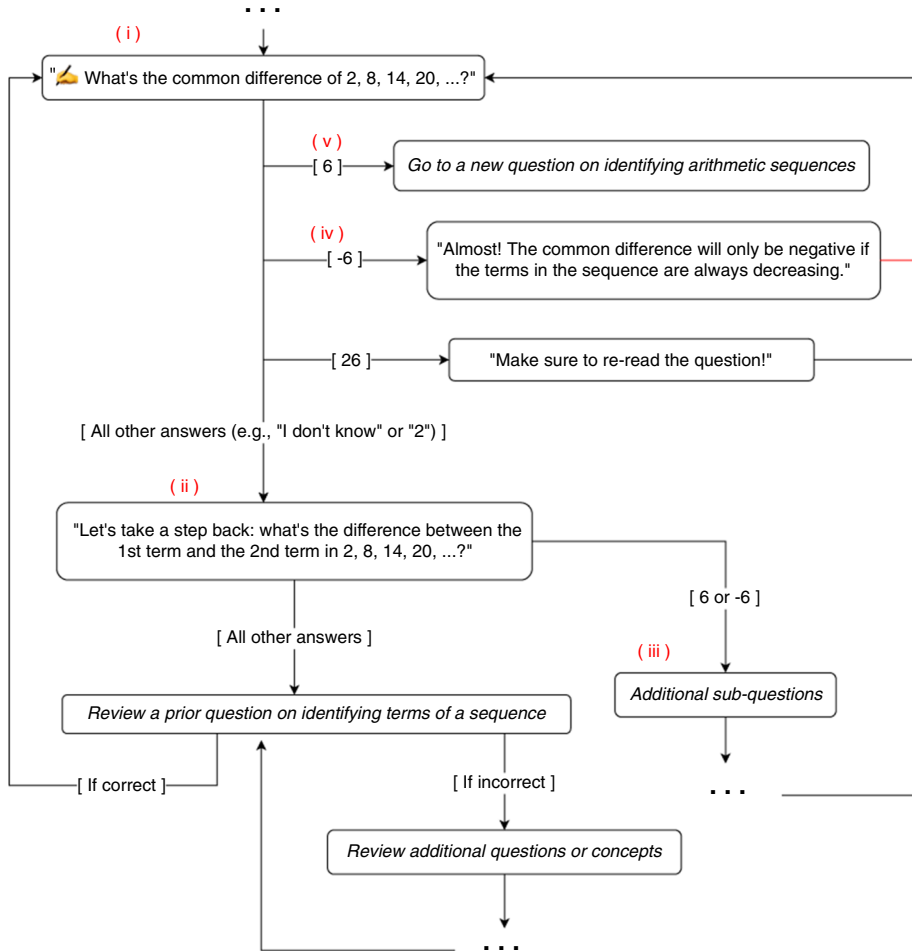 ...
( i )
"✍ What's the common difference of 2, 8, 14, 20, ...?"
( v )
[ 6 ]
Go to a new question on identifying arithmetic sequences
( iv )
[ -6 ]
"Almost! The common difference will only be negative if
the terms in the sequence are always decreasing."
[ 26 ]
"Make sure to re-read the question!"
[ All other answers (e.g., "I don't know" or "2") ]
( ii )
"Let's take a step back: what's the difference between the
1st term and the 2nd term in 2, 8, 14, 20, ...?"
[ 6 or -6 ]
[ All other answers ]
( iii )
Additional sub-questions
Review a prior question on identifying terms of a sequence
[ If correct ]
[ If incorrect ]
...
Review additional questions or concepts
...